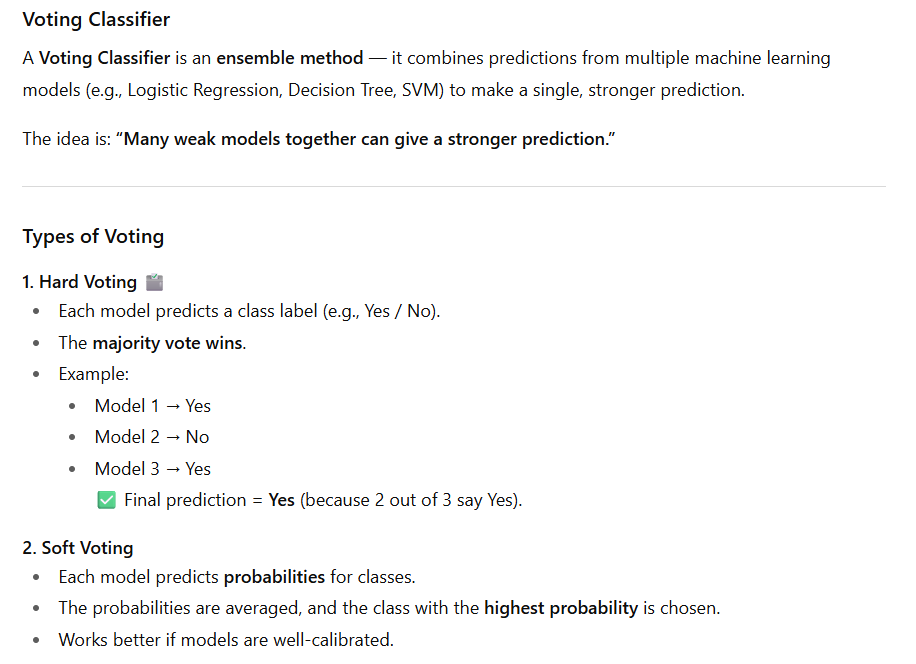 Voting Classifier
A Voting Classifier is an ensemble method — it combines predictions from multiple machine learning
models (e.g., Logistic Regression, Decision Tree, SVM) to make a single, stronger prediction.
The idea is: “Many weak models together can give a stronger prediction.”
Types of Voting
1. Hard Voting 🗳️
• Each model predicts a class label (e.g., Yes / No).
• The majority vote wins.
• Example:
• Model 1 → Yes
• Model 2 → No
• Model 3 → Yes
✅ Final prediction = Yes (because 2 out of 3 say Yes).
2. Soft Voting
• Each model predicts probabilities for classes.
• The probabilities are averaged, and the class with the highest probability is chosen.
• Works better if models are well-calibrated.